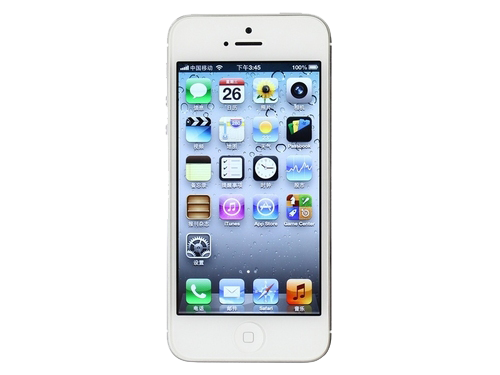 中国移动 下午3:45 100%
26
信息 日历 照片 相机
视频 地图 天气 Passbook
备忘录 提醒事项 时钟 股市
报刊杂志 iTunes App Store Game Center
设置
电话 邮件 Safari 音乐